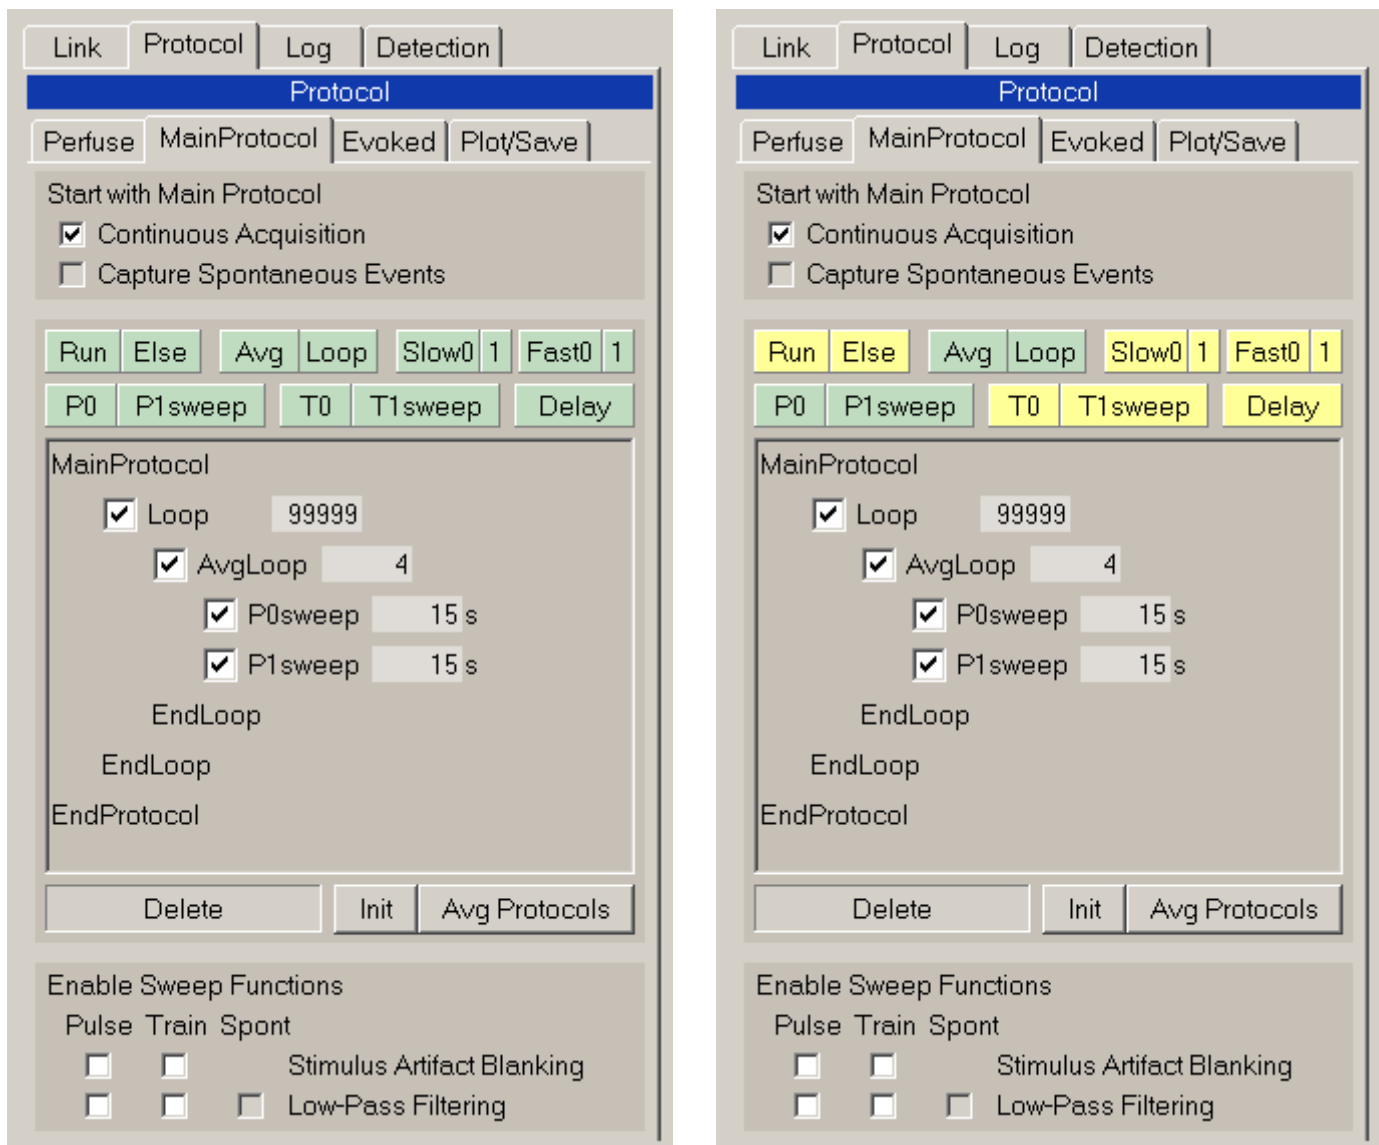 Link Protocol Log Detection
Protocol
Perfuse MainProtocol Evoked Plot/Save
Start with Main Protocol
Continuous Acquisition
Capture Spontaneous Events
Run Else Avg Loop Slow0 1 Fast0 1
P0 P1sweep T0 T1sweep Delay
MainProtocol
Loop 99999
AvgLoop 4
P0sweep 15 s
P1sweep 15 s
EndLoop
EndLoop
EndProtocol
Delete Init Avg Protocols
Enable Sweep Functions
Pulse Train Spont
Stimulus Artifact Blanking
Low-Pass Filtering
Link Protocol Log Detection
Protocol
Perfuse MainProtocol Evoked Plot/Save
Start with Main Protocol
Continuous Acquisition
Capture Spontaneous Events
Run Else Avg Loop Slow0 1 Fast0 1
P0 P1sweep T0 T1sweep Delay
MainProtocol
Loop 99999
AvgLoop 4
P0sweep 15 s
P1sweep 15 s
EndLoop
EndLoop
EndProtocol
Delete Init Avg Protocols
Enable Sweep Functions
Pulse Train Spont
Stimulus Artifact Blanking
Low-Pass Filtering